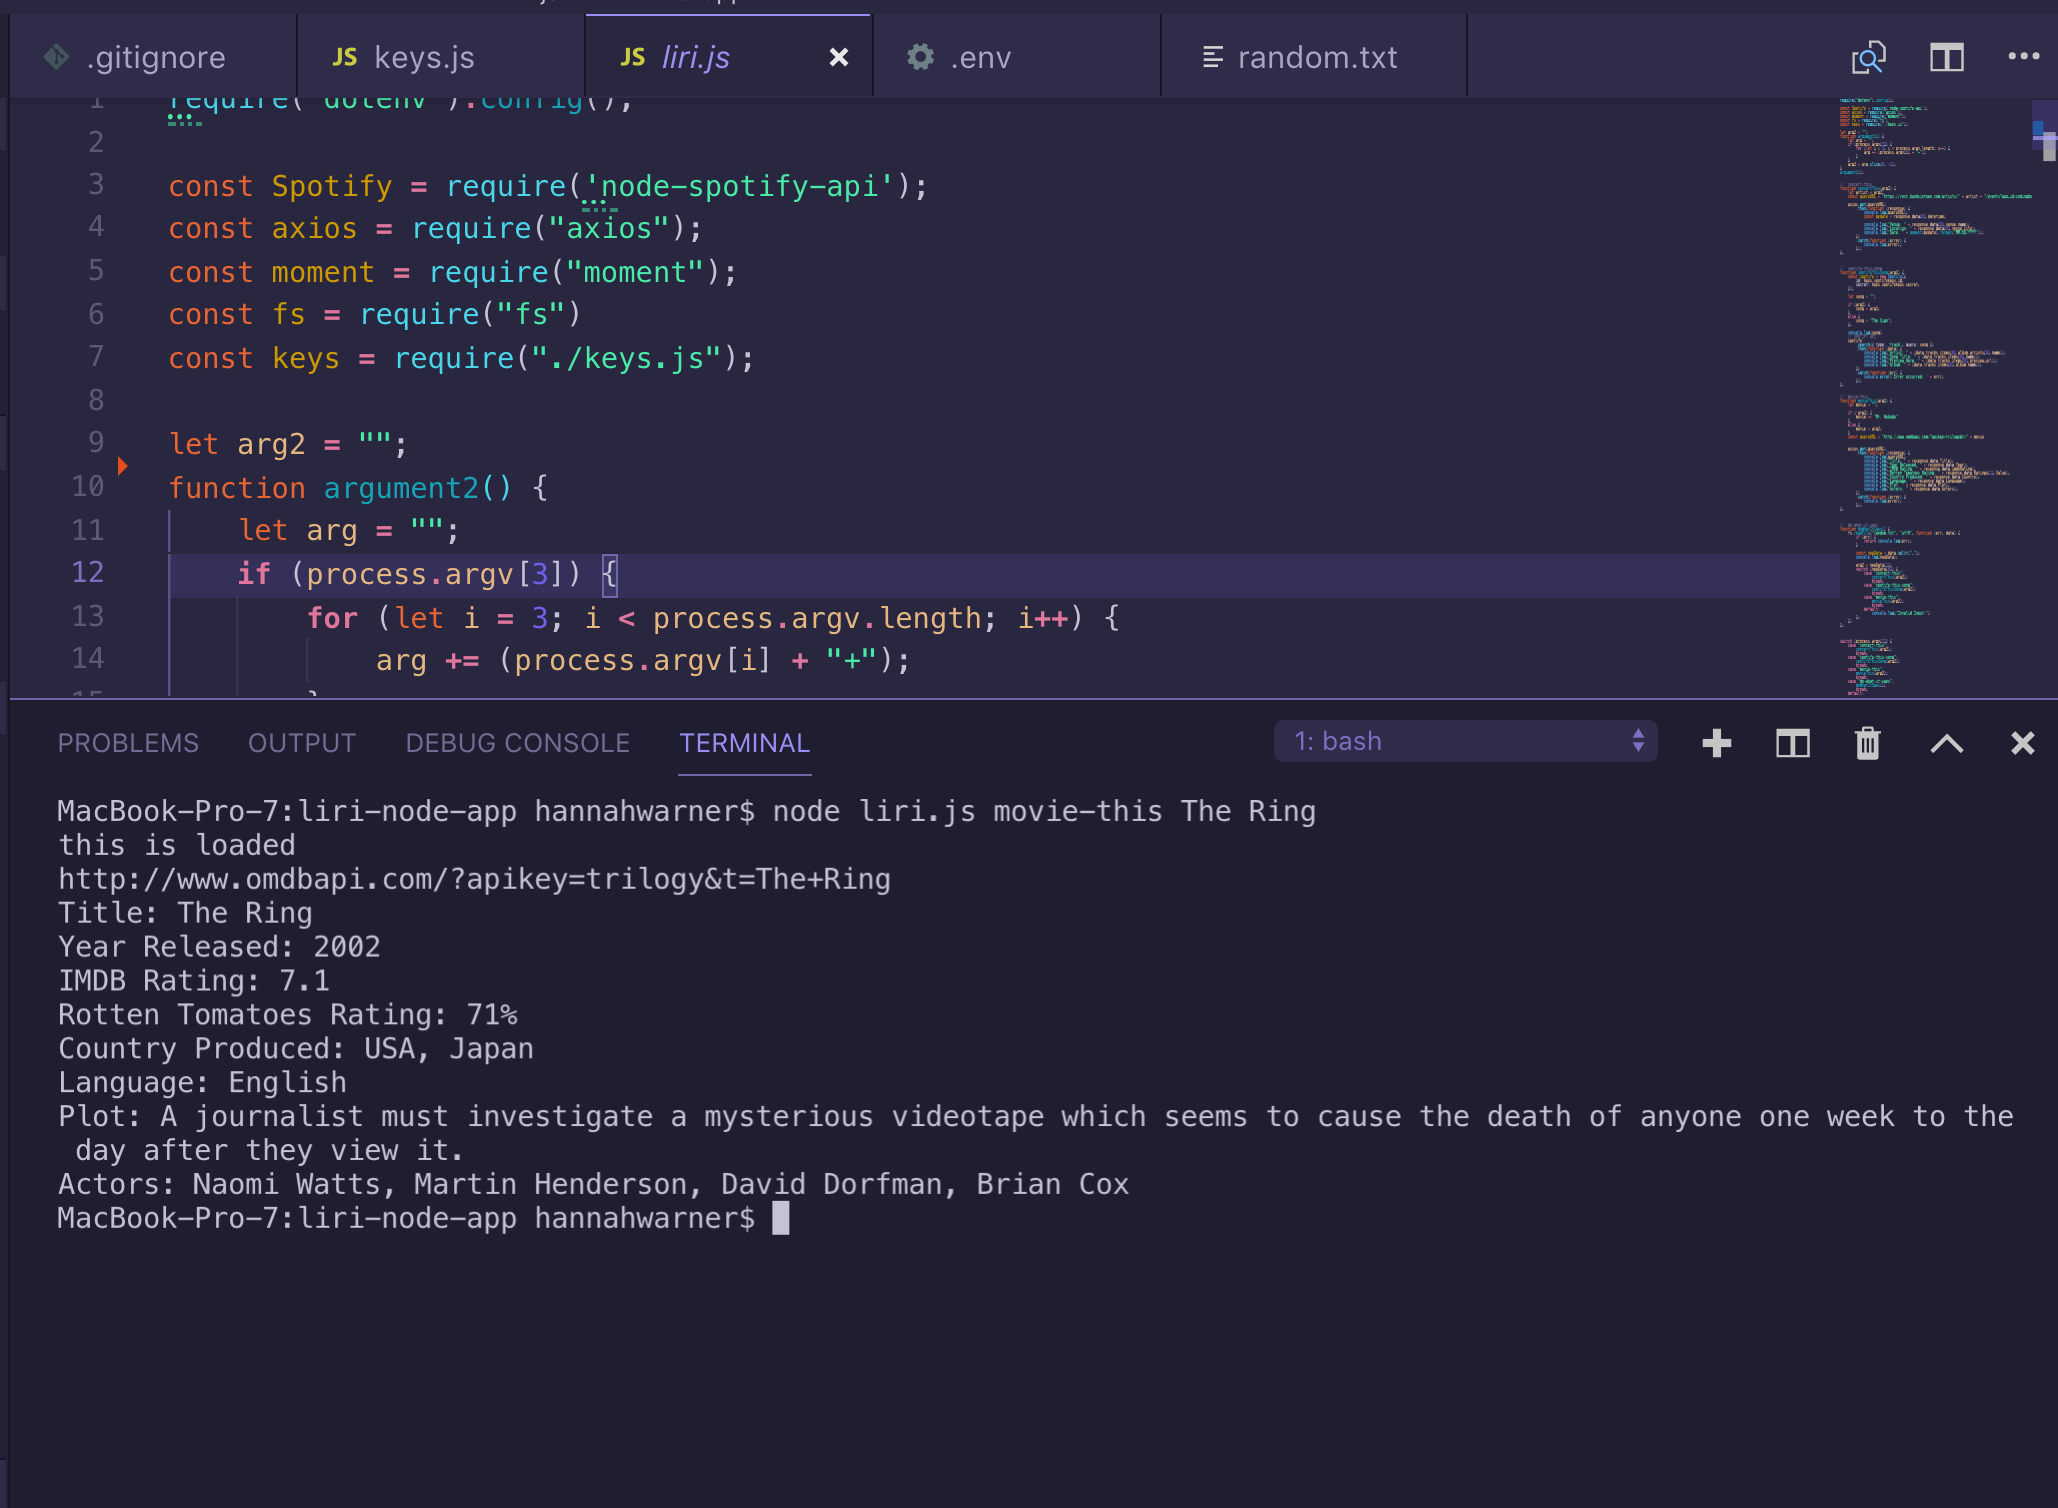 .gitignore
JS keys.js
JS liri.js
.env
random.txt
1 require("dotenv").config();
2
3 const Spotify = require('node-spotify-api');
4 const axios = require("axios");
5 const moment = require("moment");
6 const fs = require("fs")
7 const keys = require("./keys.js");
8
9 let arg2 = "";
10 function argument2() {
11 let arg = "";
12 if (process.argv[3]) {
13 for (let i = 3; i < process.argv.length; i++) {
14 arg += (process.argv[i] + "+");
15 }
PROBLEMS OUTPUT DEBUG CONSOLE TERMINAL 1: bash
MacBook-Pro-7:liri-node-app hannahwarner$ node liri.js movie-this The Ring
this is loaded
http://www.omdbapi.com/?apikey=trilogy&t=The+Ring
Title: The Ring
Year Released: 2002
IMDB Rating: 7.1
Rotten Tomatoes Rating: 71%
Country Produced: USA, Japan
Language: English
Plot: A journalist must investigate a mysterious videotape which seems to cause the death of anyone one week to the
day after they view it.
Actors: Naomi Watts, Martin Henderson, David Dorfman, Brian Cox
MacBook-Pro-7:liri-node-app hannahwarner$